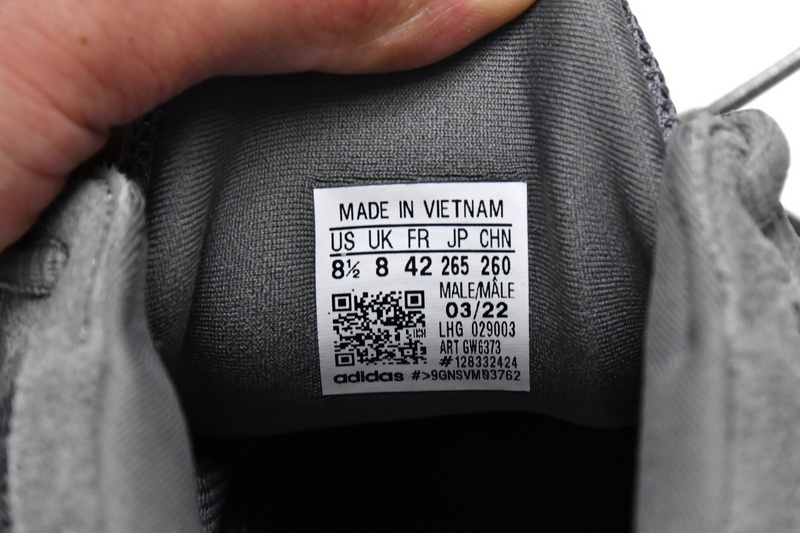 MADE IN VIETNAM
US UK FR JP CHN
8½ 8 42 265 260
MALE/MÂLE
03/22
LHG 029003
ART GW6373
#128332424
adidas #>9GNSVM03762